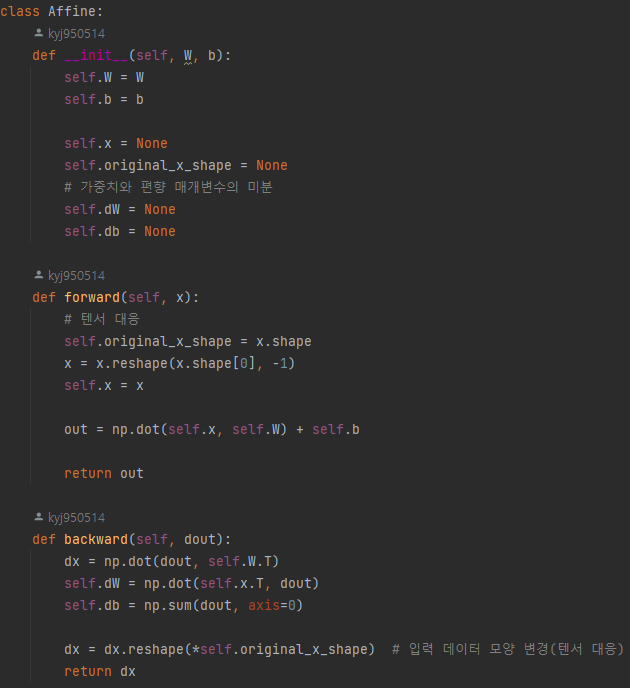 class Affine:
kyj950514
def __init__(self, W, b):
self.W = W
self.b = b
self.x = None
self.original_x_shape = None
# 가중치와 편향 매개변수의 미분
self.dW = None
self.db = None
kyj950514
def forward(self, x):
# 텐서 대응
self.original_x_shape = x.shape
x = x.reshape(x.shape[0], -1)
self.x = x
out = np.dot(self.x, self.W) + self.b
return out
kyj950514
def backward(self, dout):
dx = np.dot(dout, self.W.T)
self.dW = np.dot(self.x.T, dout)
self.db = np.sum(dout, axis=0)
dx = dx.reshape(*self.original_x_shape)  # 입력 데이터 모양 변경(텐서 대응)
return dx